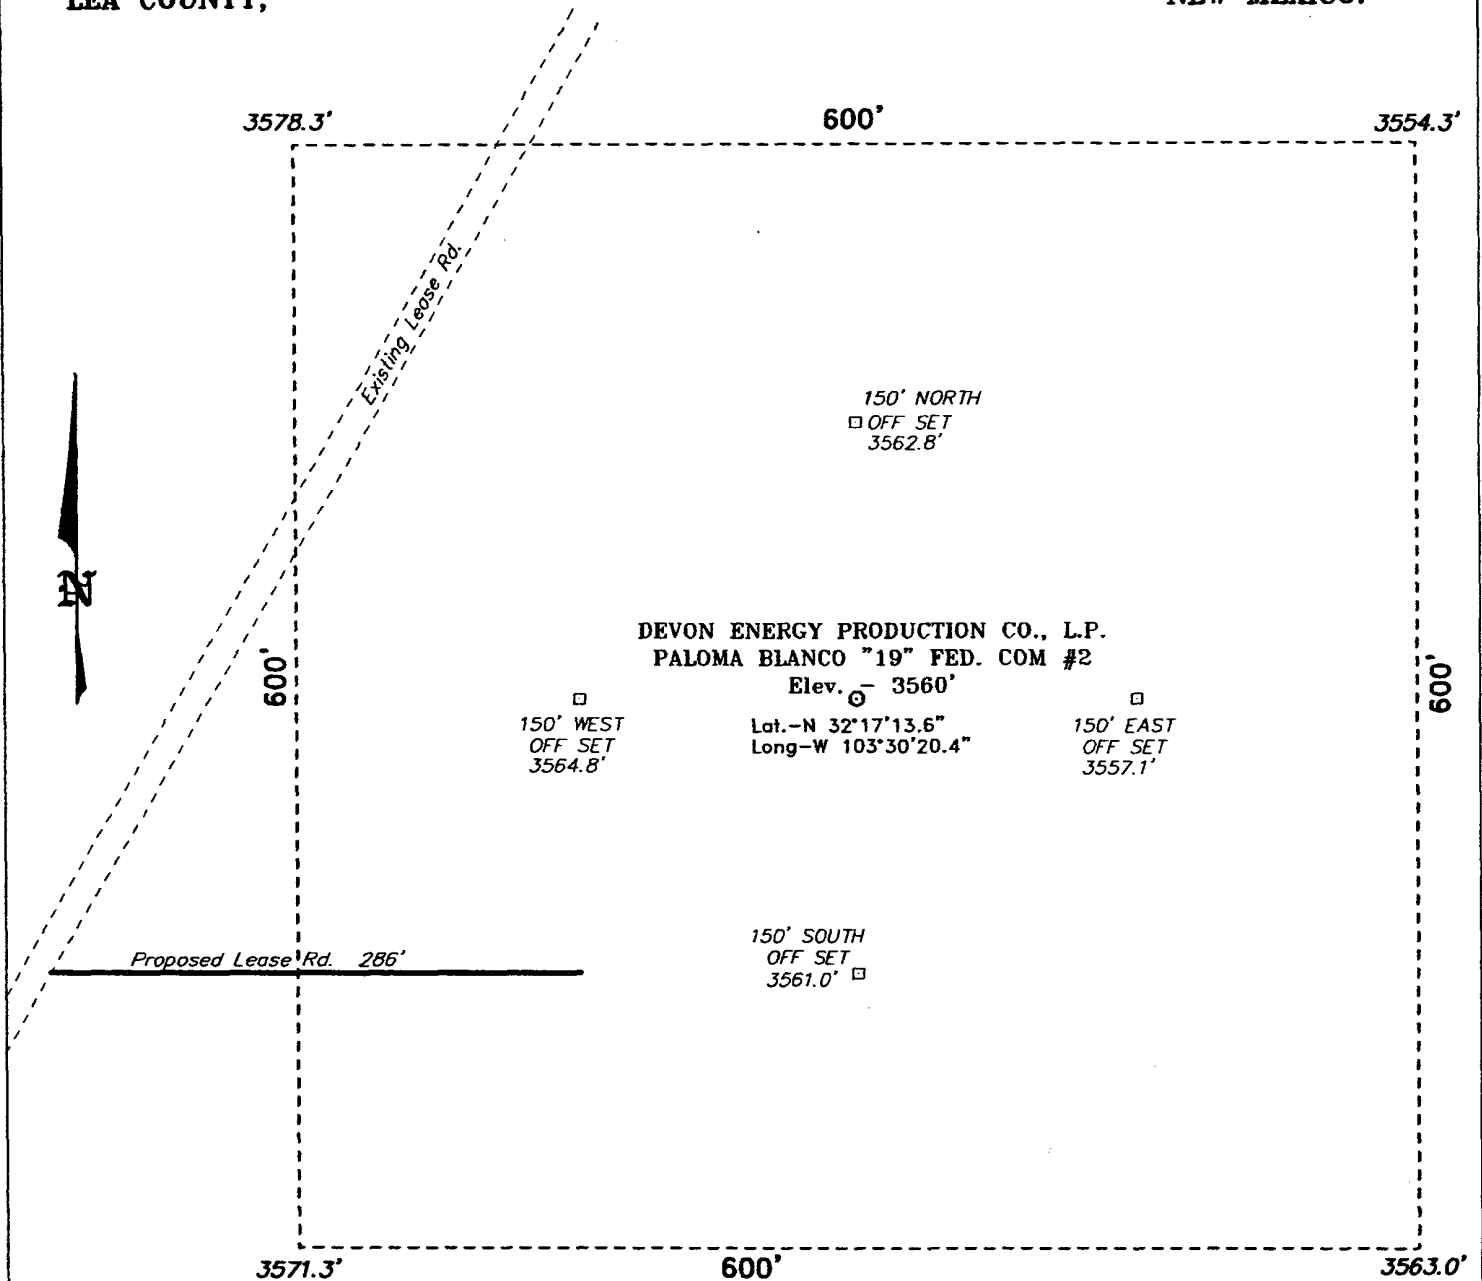 LEA COUNTY,
NEW MEXICO.
3578.3'
600'
3554.3'
Existing Lease Rd.
150' NORTH
OFF SET
3562.8'
N
600'
DEVON ENERGY PRODUCTION CO., L.P.
PALOMA BLANCO "19" FED. COM #2
Elev. - 3560'
Lat.-N 32°17'13.6"
Long-W 103°30'20.4"
150' WEST
OFF SET
3564.8'
150' EAST
OFF SET
3557.1'
600'
150' SOUTH
OFF SET
3561.0'
Proposed Lease Rd. 286'
3571.3'
600'
3563.0'